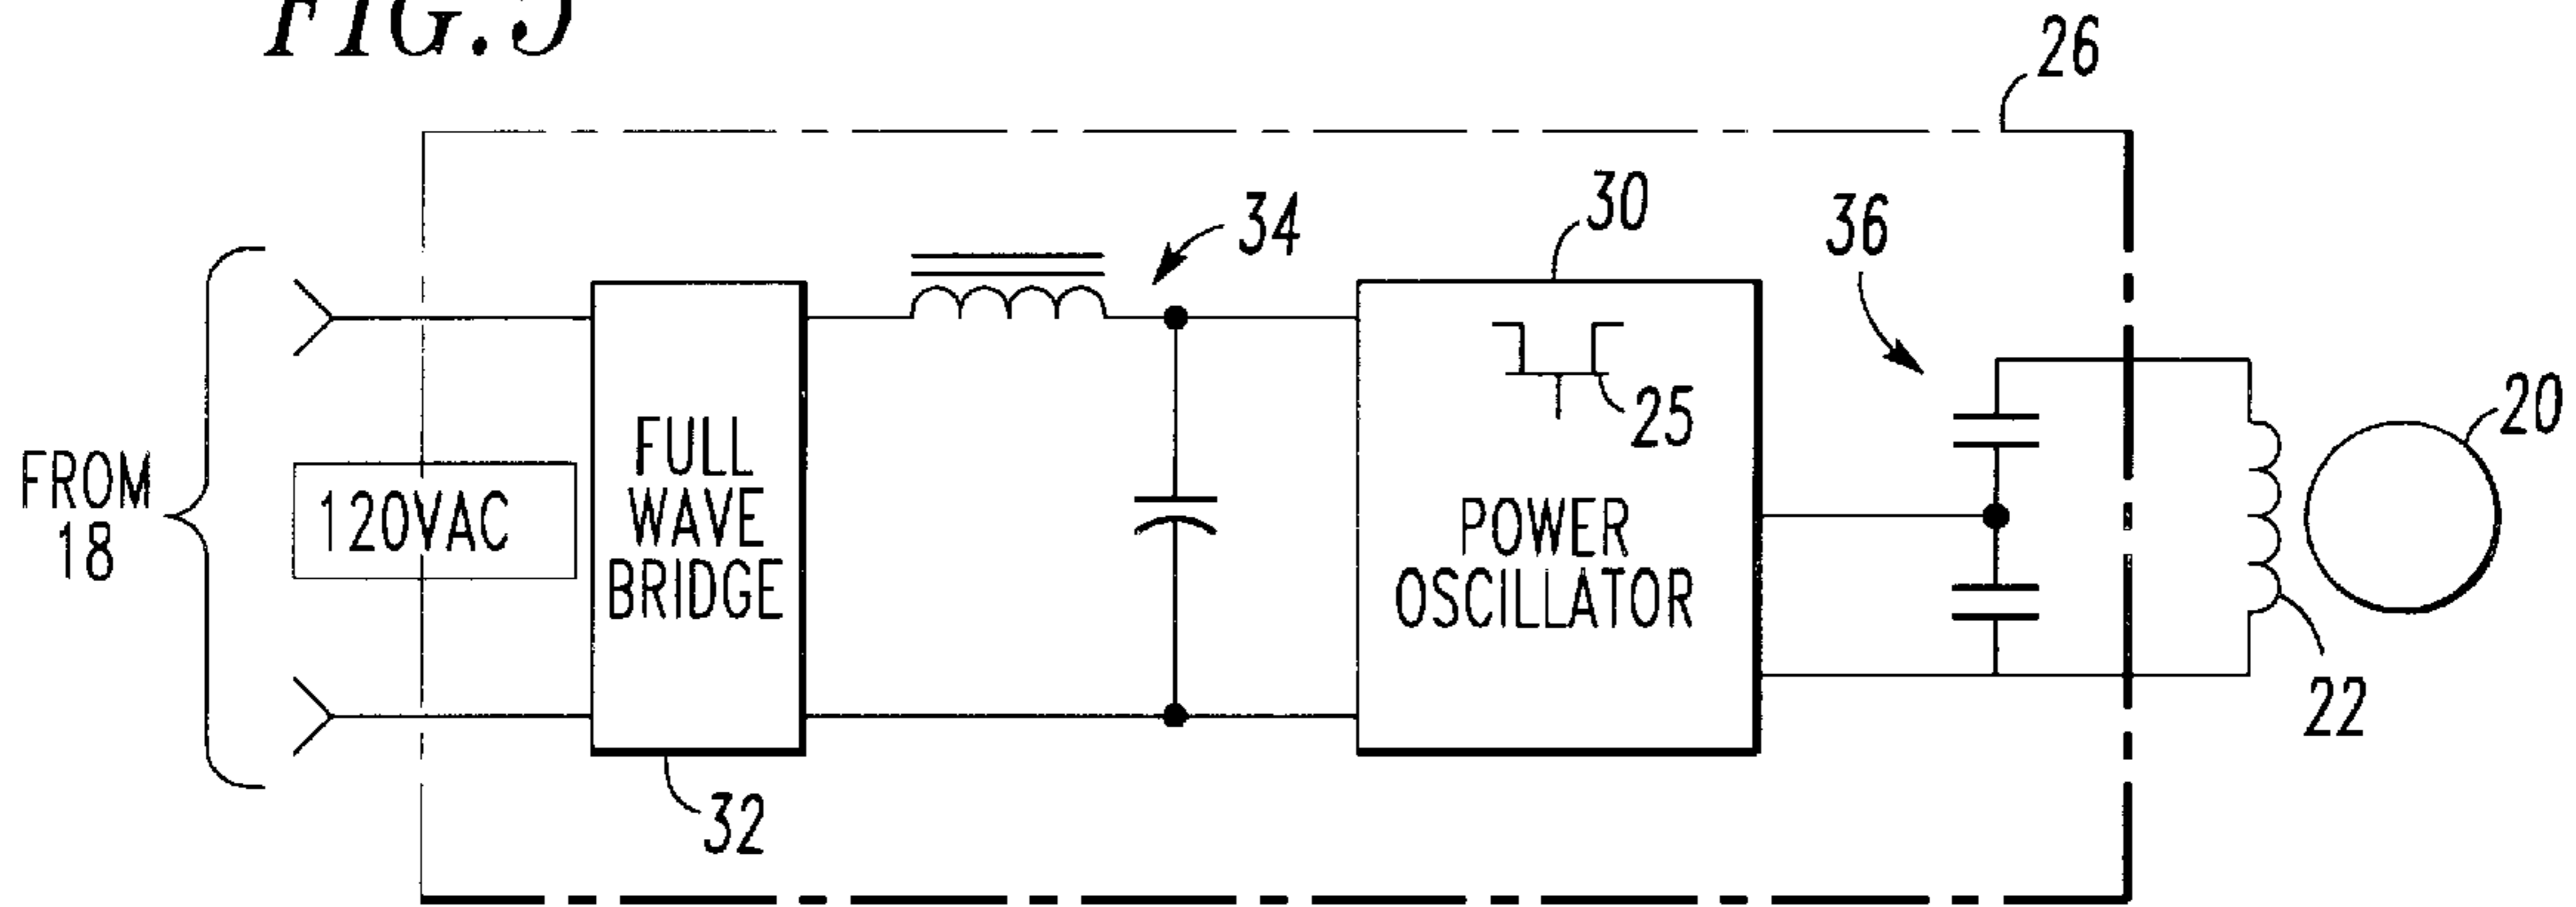 FIG.5
26
34
30
36
25
20
FROM
18
120VAC
FULL
WAVE
BRIDGE
POWER
OSCILLATOR
22
32